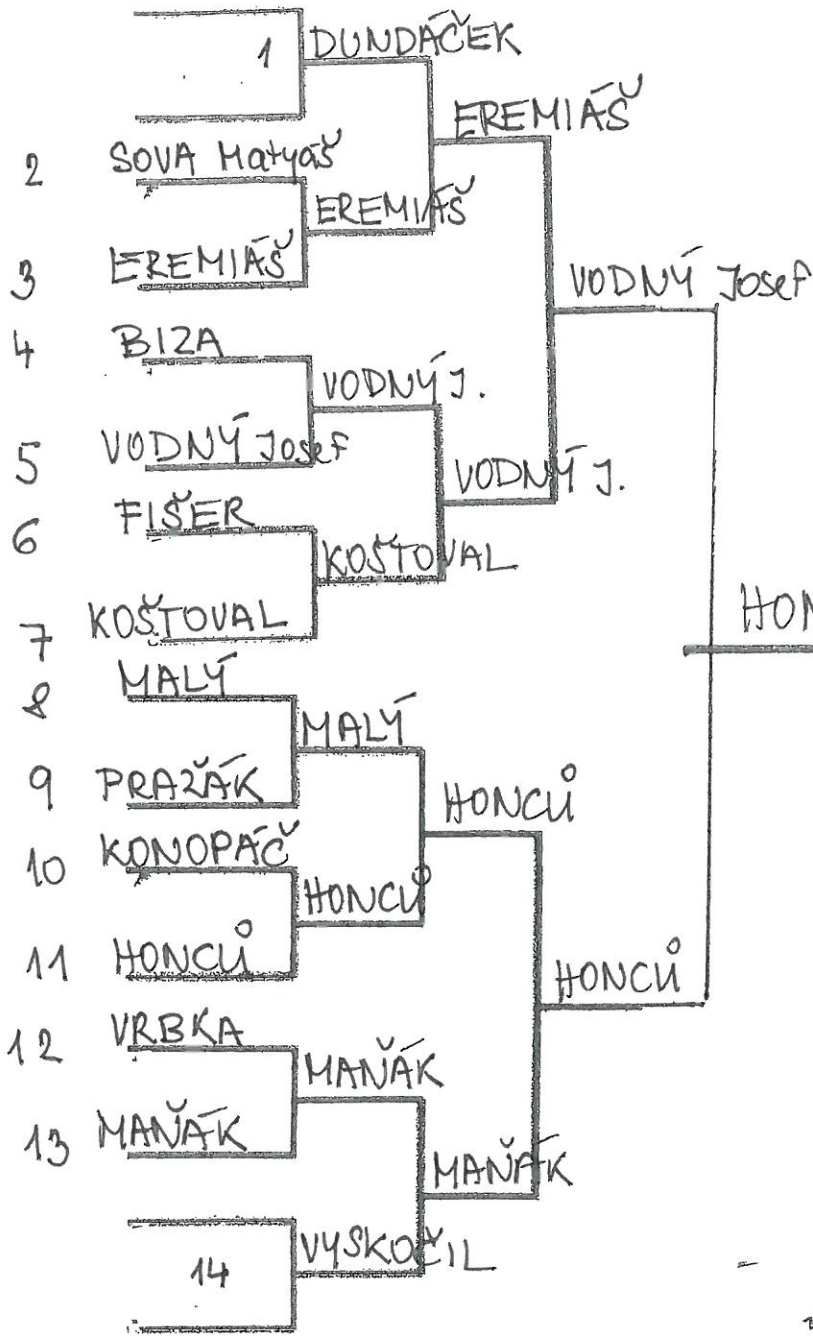 1 DUNDÁČEK
EREMIÁŠ
2 SOVA Matyáš
EREMIÁŠ
3 EREMIÁŠ
VODNÝ Josef
4 BIZA
VODNÝ J.
5 VODNÝ Josef
VODNÝ J.
6 FIŠER
KOŠTOVAL
7 KOŠTOVAL
HON
8 MALÝ
MALÝ
9 PRAŽÁK
HONCŮ
10 KONOPÁČ
HONCŮ
11 HONCŮ
HONCŮ
12 VRBKA
MAŇÁK
13 MAŇÁK
MAŇÁK
14 VYSKOČIL